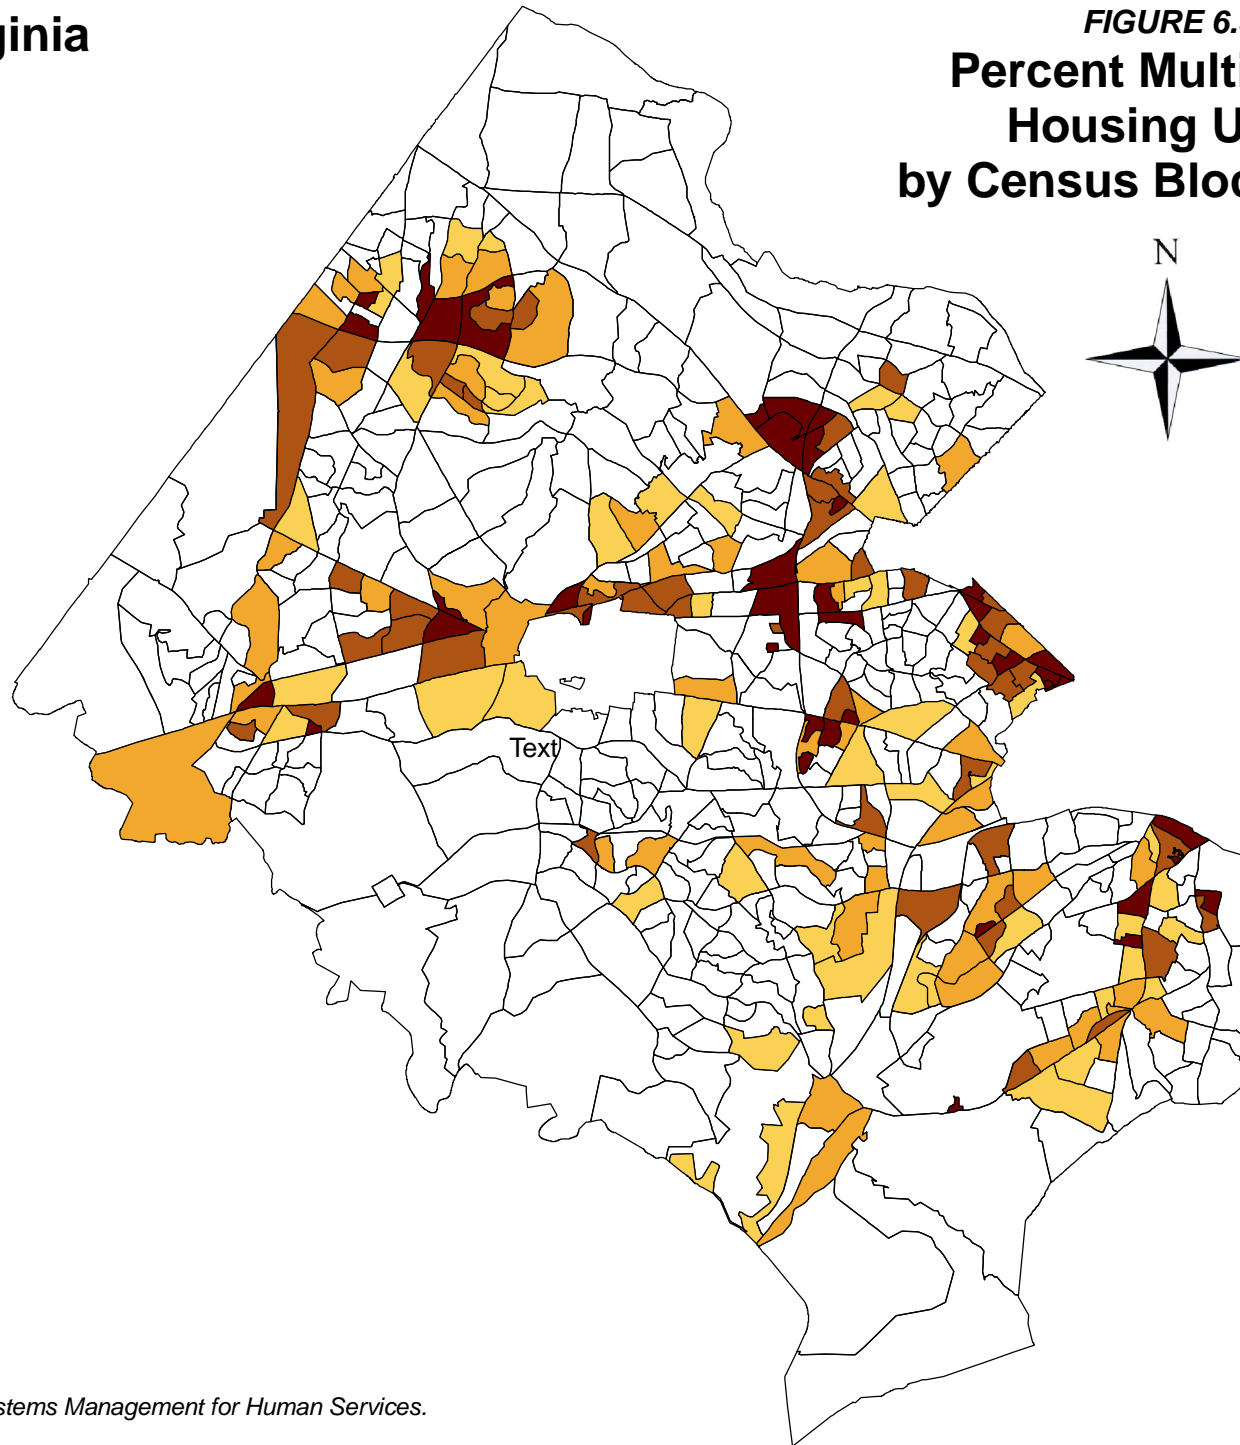 ginia
FIGURE 6.
Percent Multi
Housing U
by Census Bloc
N
Text
stems Management for Human Services.